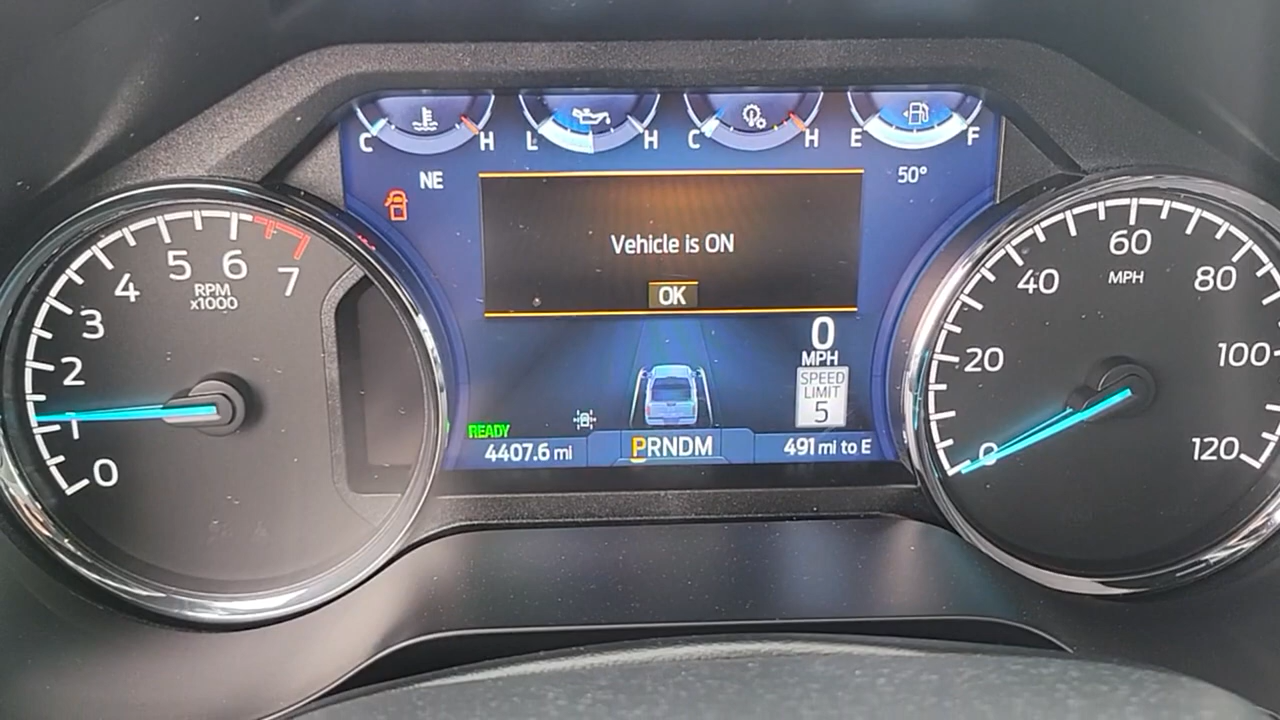 C H L H C H E F
NE
50°
Vehicle is ON
OK
0
MPH
SPEED
LIMIT
5
READY
4407.6 mi
PRNDM
491 mi to E
0
1
2
3
4
5
6
7
RPM
x1000
0
20
40
60
80
100
120
MPH